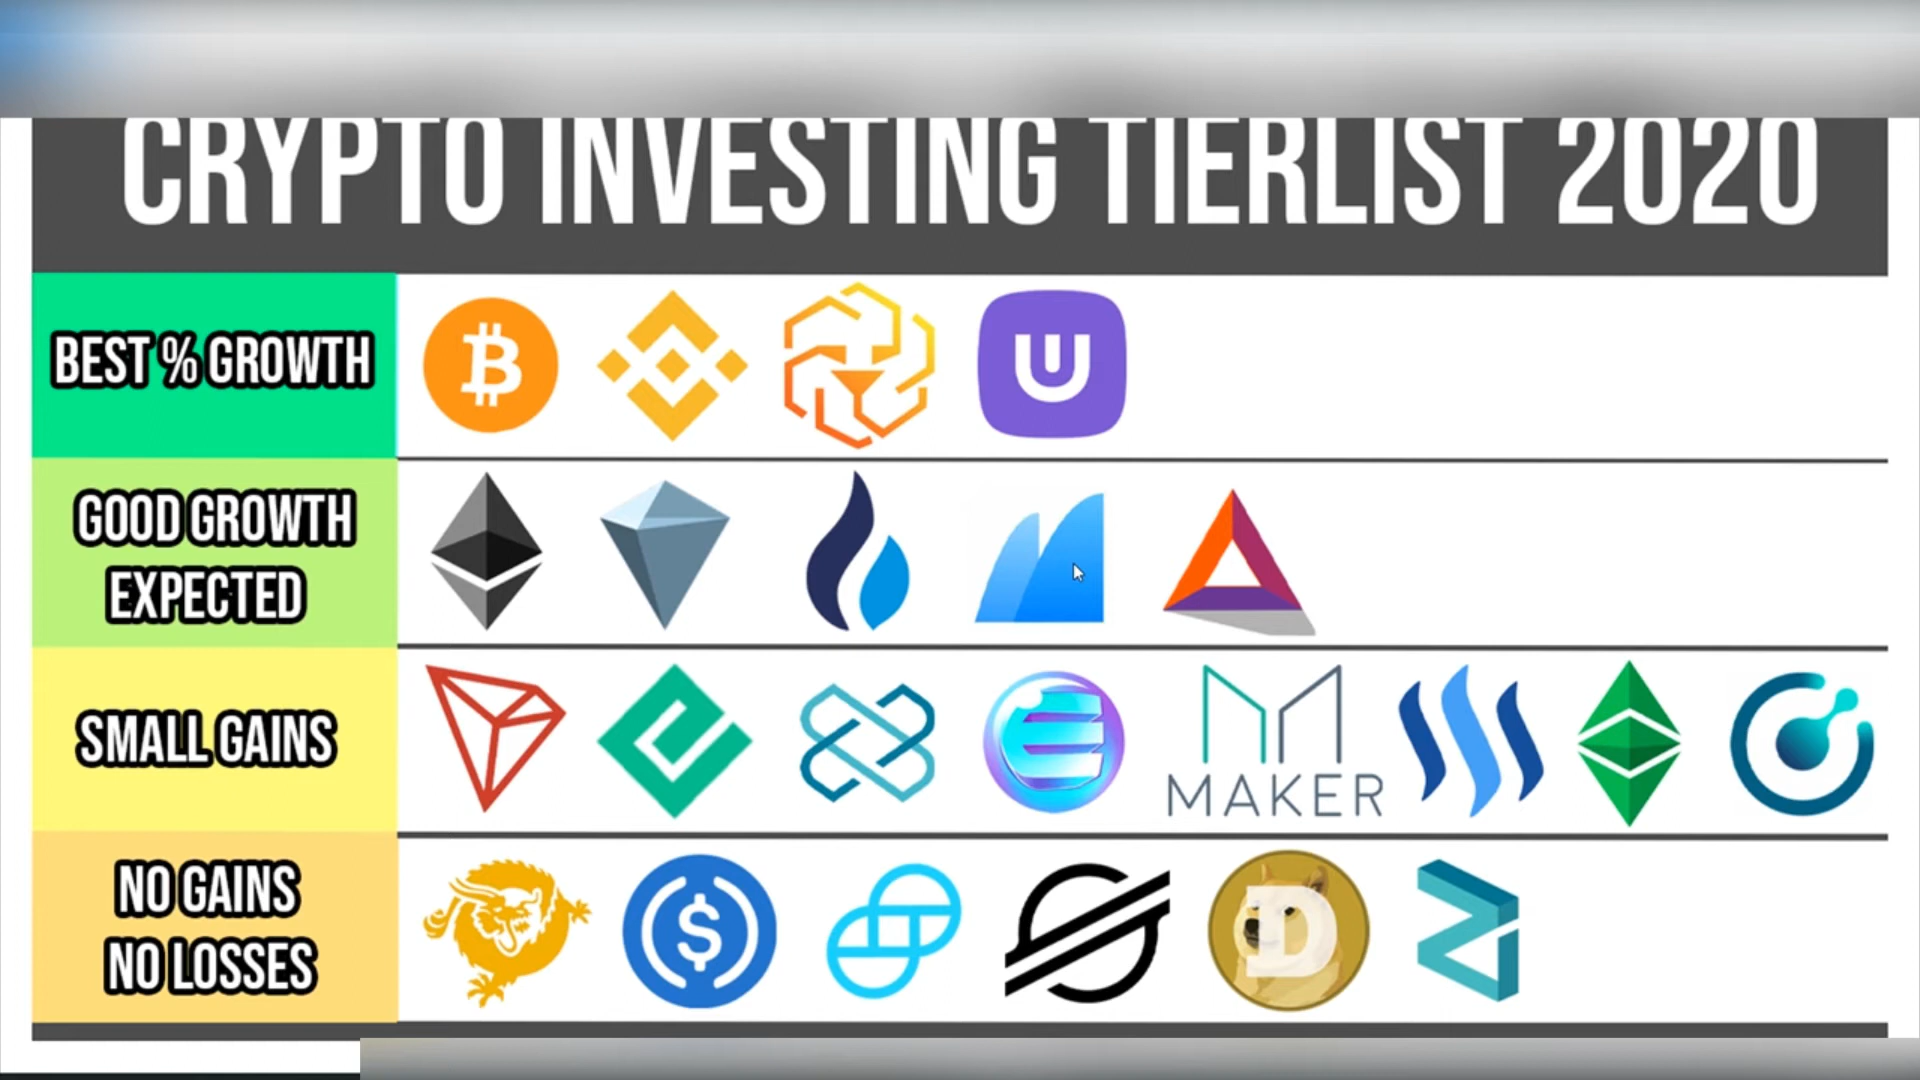 CRYPTO INVESTING TIERLIST 2020
BEST % GROWTH
GOOD GROWTH
EXPECTED
SMALL GAINS
MAKER
NO GAINS
NO LOSSES